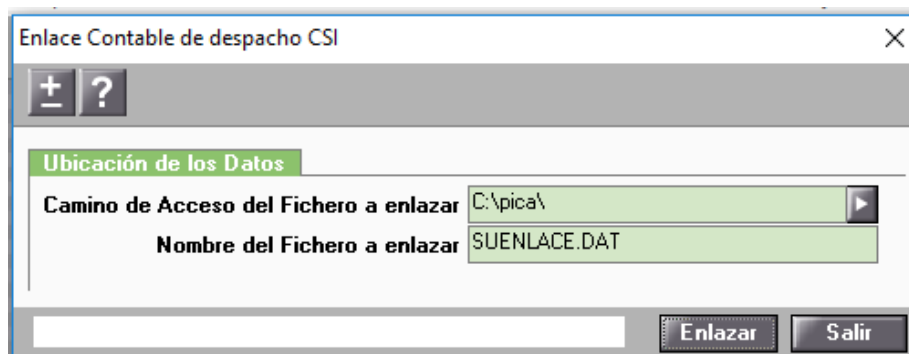 Enlace Contable de despacho CSI
Ubicación de los Datos
Camino de Acceso del Fichero a enlazar C:\pica\
Nombre del Fichero a enlazar SUENLACE.DAT
Enlazar Salir